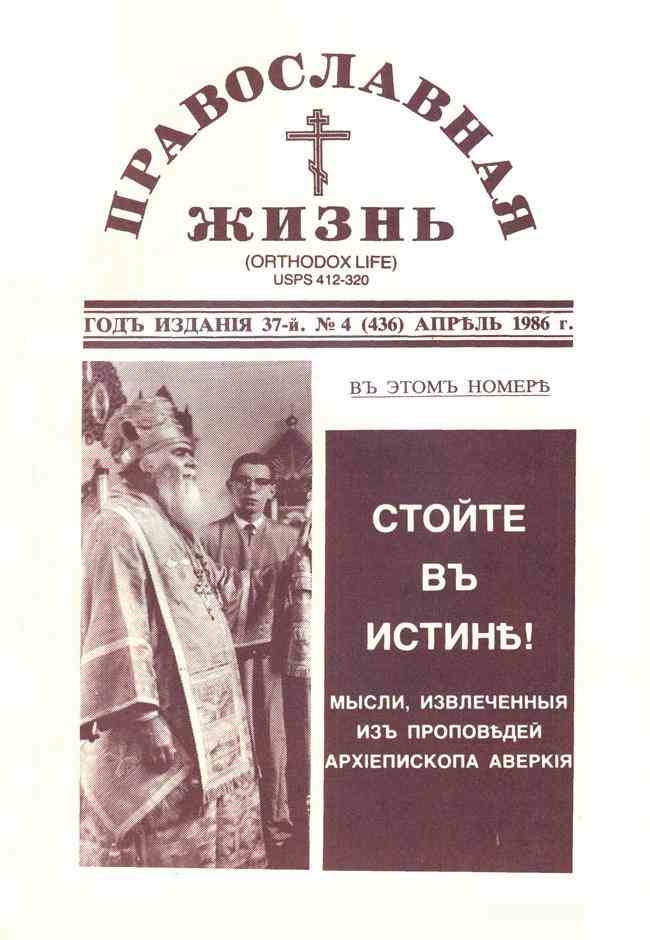 ПРАВОСЛАВНАЯ
ЖИЗНЬ
(ORTHODOX LIFE)
USPS 412-320
ГОДЪ ИЗДАНІЯ 37-й. № 4 (436) АПРѢЛЬ 1986 г.
ВЪ ЭТОМЪ НОМЕРѢ
СТОЙТЕ
ВЪ
ИСТИНѢ!
МЫСЛИ, ИЗВЛЕЧЕННЫЯ
ИЗЪ ПРОПОВѢДЕЙ
АРХІЕПИСКОПА АВЕРКІЯ